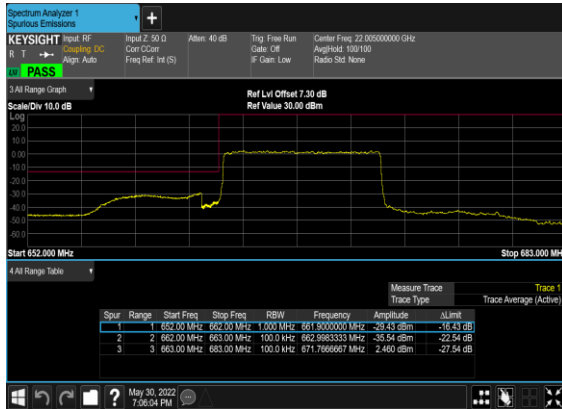 Spectrum Analyzer 1
Spurious Emissions
+
KEYSIGHT Input: RF Input Z: 50 Ω Atten: 40 dB Trig: Free Run Center Freq: 22.005000000 GHz
R T Coupling: DC Corr CCorr Gate: Off Avg|Hold: 100/100
Align: Auto Freq Ref: Int (S) IF Gain: Low Radio Std: None
LV PASS
3 All Range Graph
Ref Lvl Offset 7.30 dB
Scale/Div 10.0 dB Ref Value 30.00 dBm
Log
20.0
10.0
0.00
-10.0
-20.0
-30.0
-40.0
-50.0
-60.0
Start 652.000 MHz Stop 683.000 MHz
4 All Range Table
Measure Trace Trace 1
Trace Type Trace Average (Active)
Spur Range Start Freq Stop Freq RBW Frequency Amplitude ΔLimit
1 1 652.00 MHz 662.00 MHz 1.000 MHz 661.9000000 MHz -29.43 dBm -16.43 dB
2 2 662.00 MHz 663.00 MHz 100.0 kHz 662.9983333 MHz -35.54 dBm -22.54 dB
3 3 663.00 MHz 683.00 MHz 100.0 kHz 671.7666667 MHz 2.460 dBm -27.54 dB
? May 30, 2022
7:06:04 PM